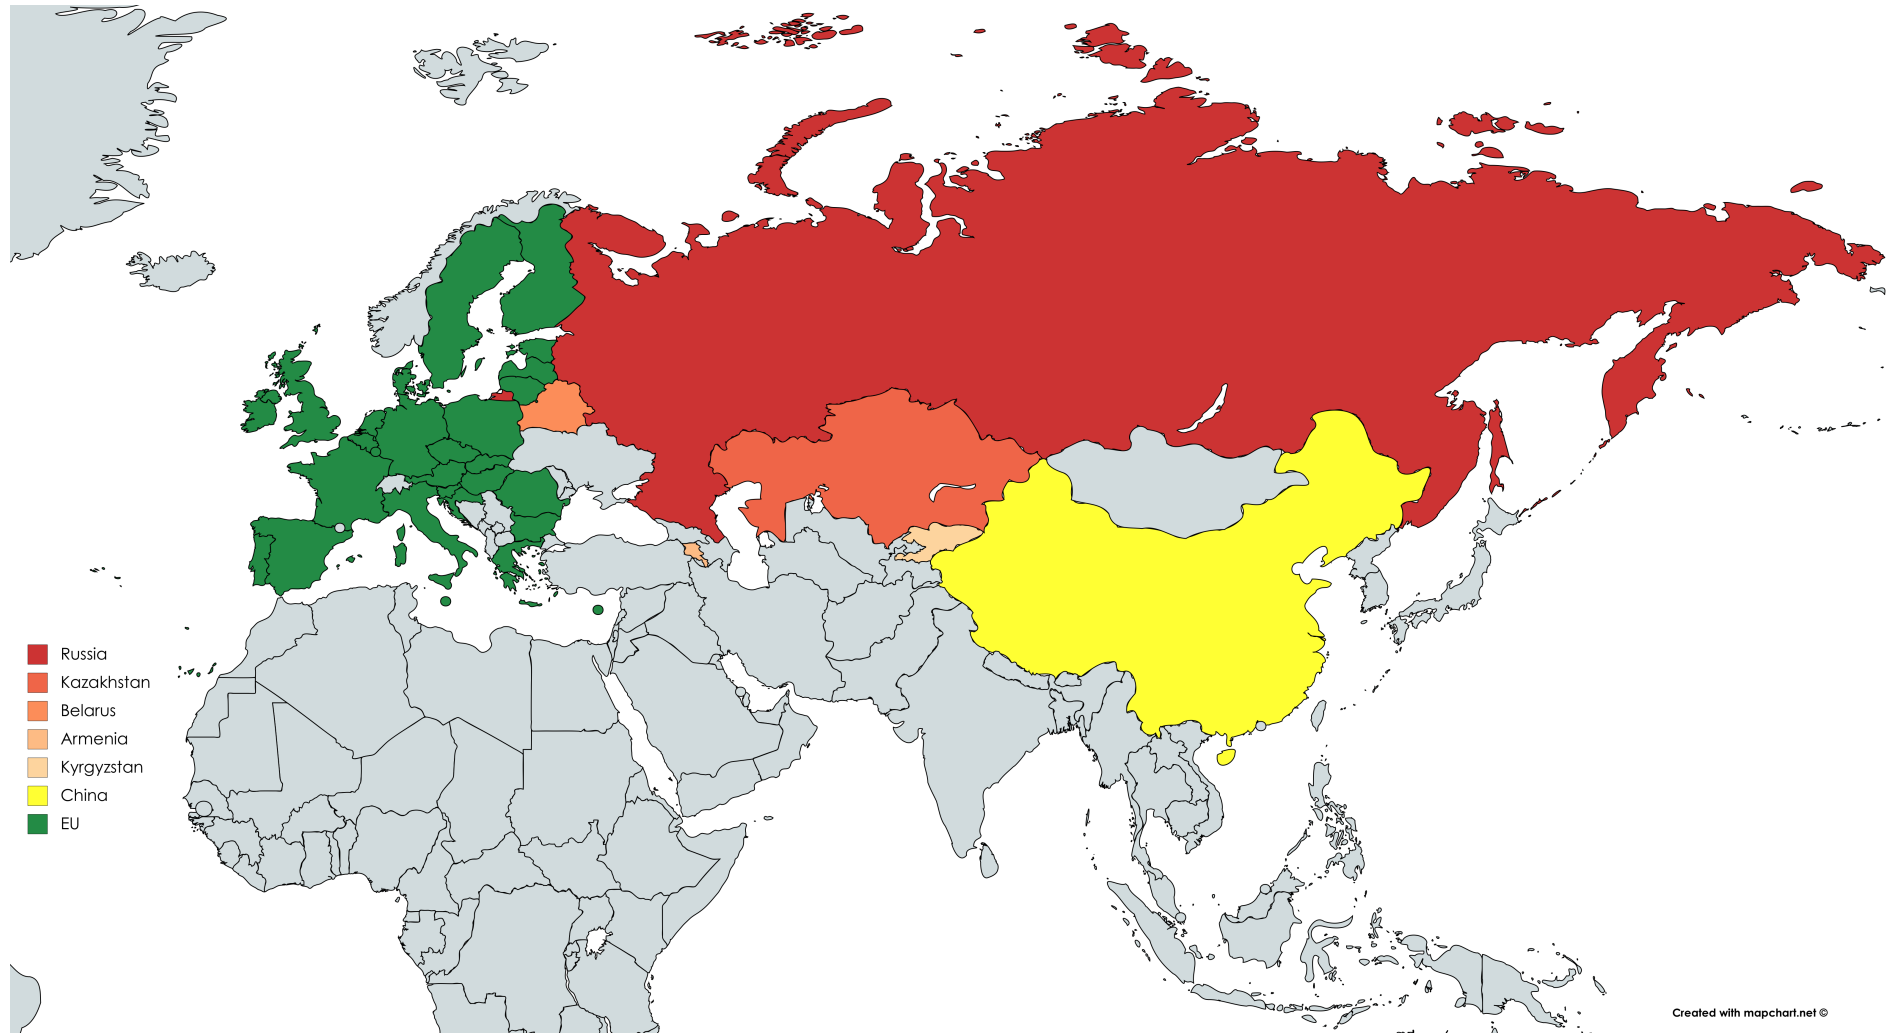 Russia
Kazakhstan
Belarus
Armenia
Kyrgyzstan
China
EU
Created with mapchart.net ©